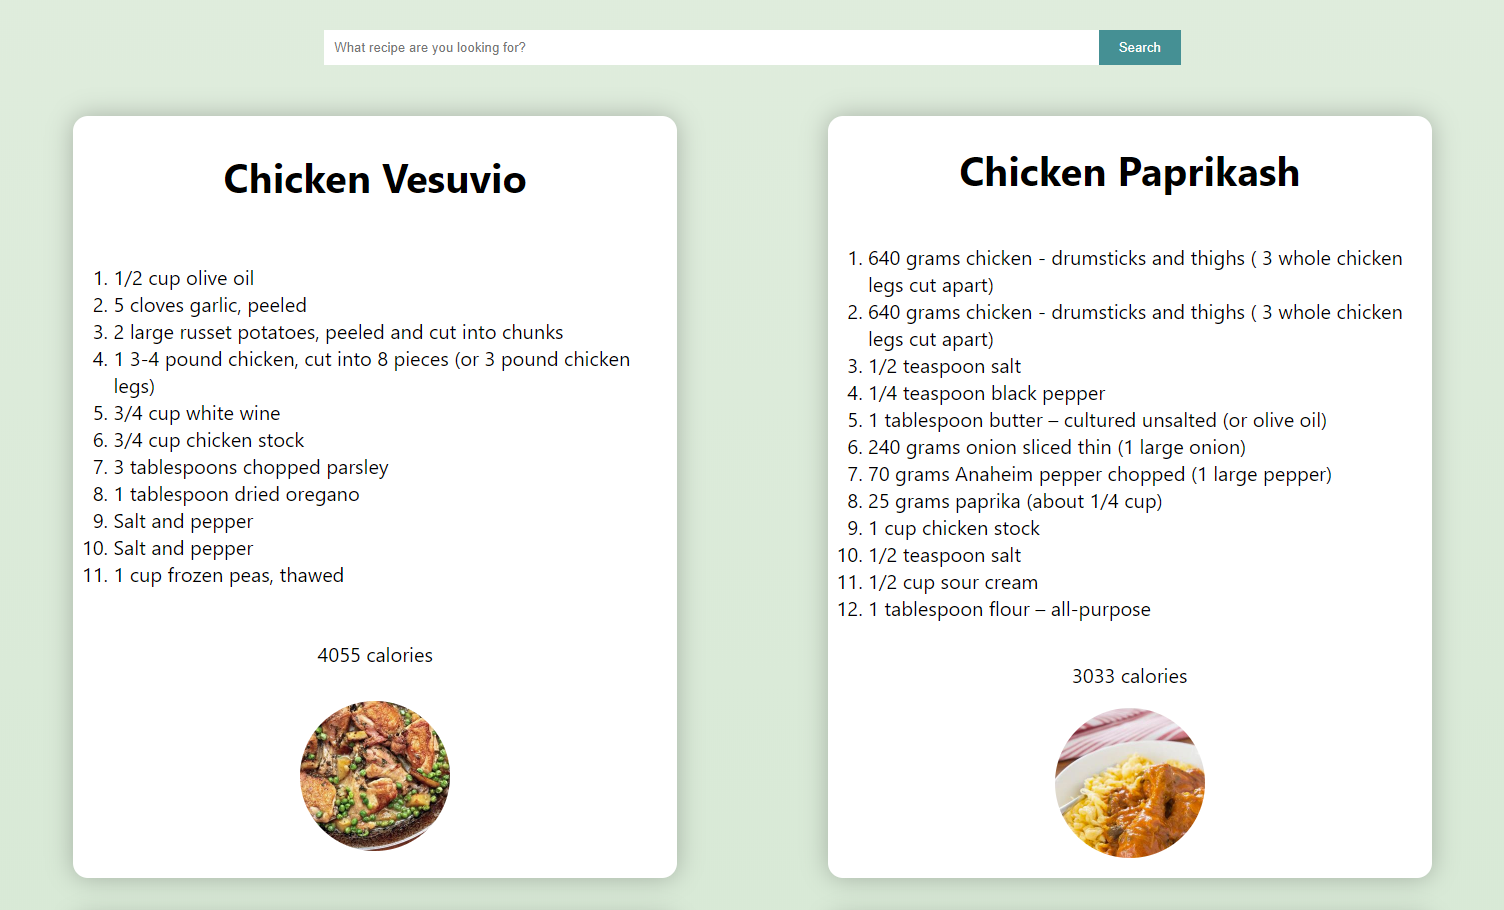 What recipe are you looking for?
Search
Chicken Vesuvio
1. 1/2 cup olive oil
2. 5 cloves garlic, peeled
3. 2 large russet potatoes, peeled and cut into chunks
4. 1 3-4 pound chicken, cut into 8 pieces (or 3 pound chicken
legs)
5. 3/4 cup white wine
6. 3/4 cup chicken stock
7. 3 tablespoons chopped parsley
8. 1 tablespoon dried oregano
9. Salt and pepper
10. Salt and pepper
11. 1 cup frozen peas, thawed
4055 calories
Chicken Paprikash
1. 640 grams chicken - drumsticks and thighs ( 3 whole chicken
legs cut apart)
2. 640 grams chicken - drumsticks and thighs ( 3 whole chicken
legs cut apart)
3. 1/2 teaspoon salt
4. 1/4 teaspoon black pepper
5. 1 tablespoon butter – cultured unsalted (or olive oil)
6. 240 grams onion sliced thin (1 large onion)
7. 70 grams Anaheim pepper chopped (1 large pepper)
8. 25 grams paprika (about 1/4 cup)
9. 1 cup chicken stock
10. 1/2 teaspoon salt
11. 1/2 cup sour cream
12. 1 tablespoon flour – all-purpose
3033 calories